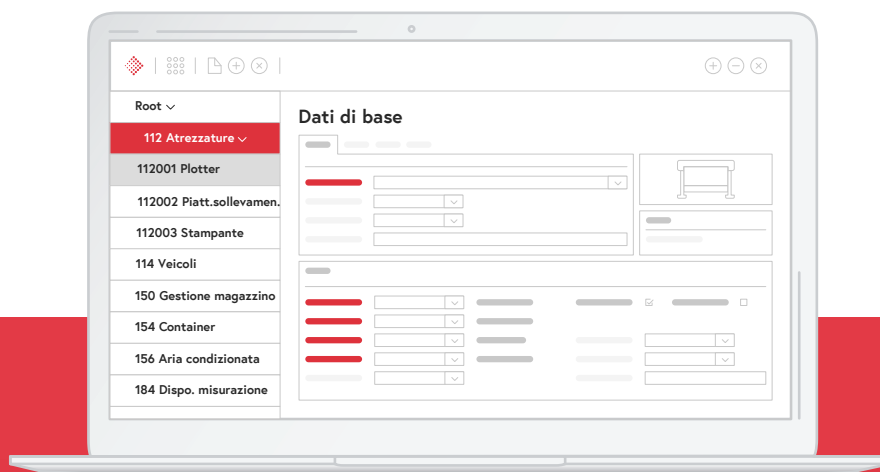 Root
Dati di base
112 Atrezzature
112001 Plotter
112002 Piatt.sollevamen.
112003 Stampante
114 Veicoli
150 Gestione magazzino
154 Container
156 Aria condizionata
184 Dispo. misurazione